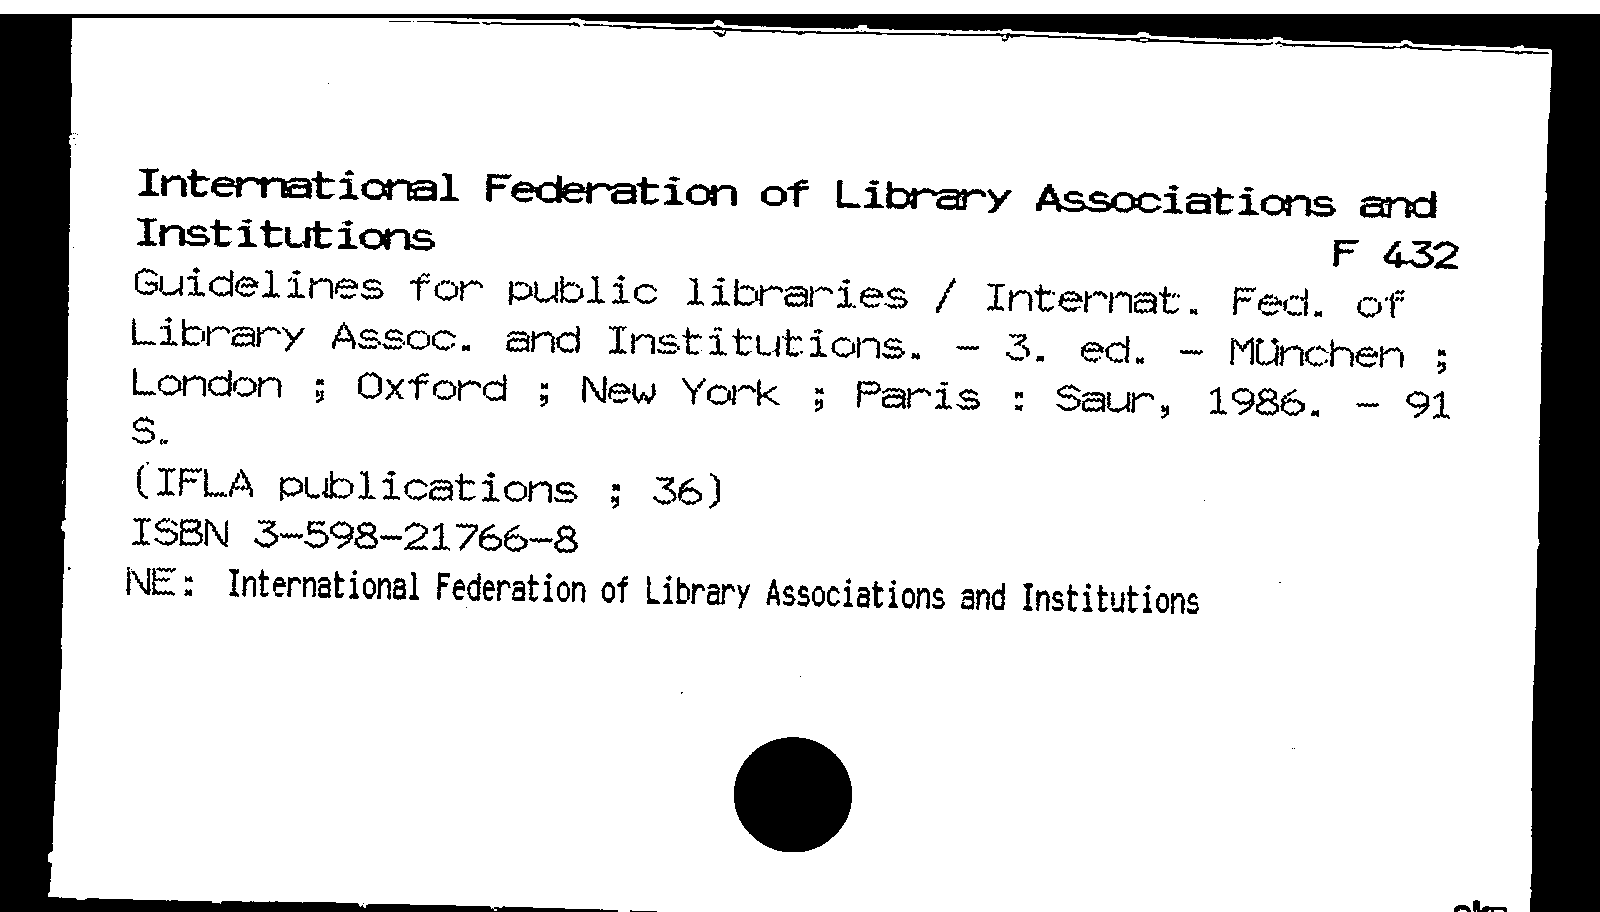 International Federation of Library Associations and
Institutions F 432
Guidelines for public libraries / Internat. Fed. of
Library Assoc. and Institutions. - 3. ed. - München ;
London ; Oxford ; New York ; Paris : Saur, 1986. - 91
S.
(IFLA publications ; 36)
ISBN 3-598-21766-8
NE: International Federation of Library Associations and Institutions